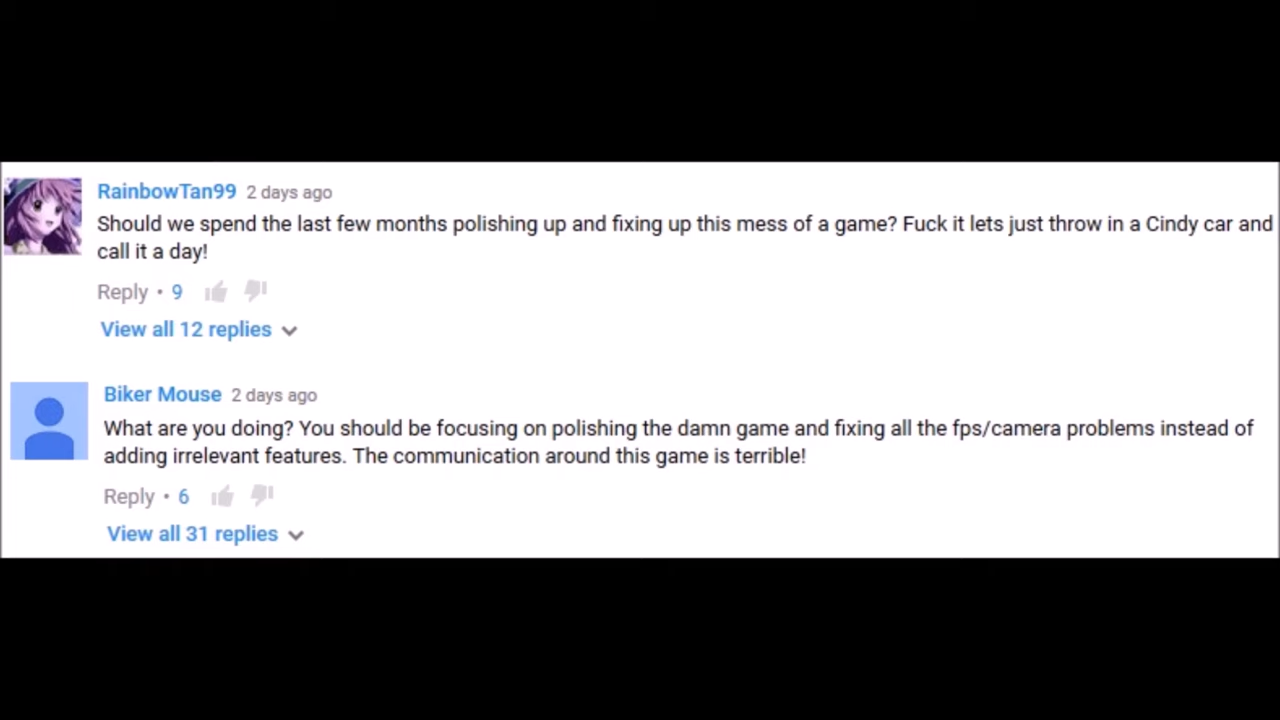 RainbowTan99 2 days ago
Should we spend the last few months polishing up and fixing up this mess of a game? Fuck it lets just throw in a Cindy car and
call it a day!
Reply • 9
View all 12 replies
Biker Mouse 2 days ago
What are you doing? You should be focusing on polishing the damn game and fixing all the fps/camera problems instead of
adding irrelevant features. The communication around this game is terrible!
Reply • 6
View all 31 replies